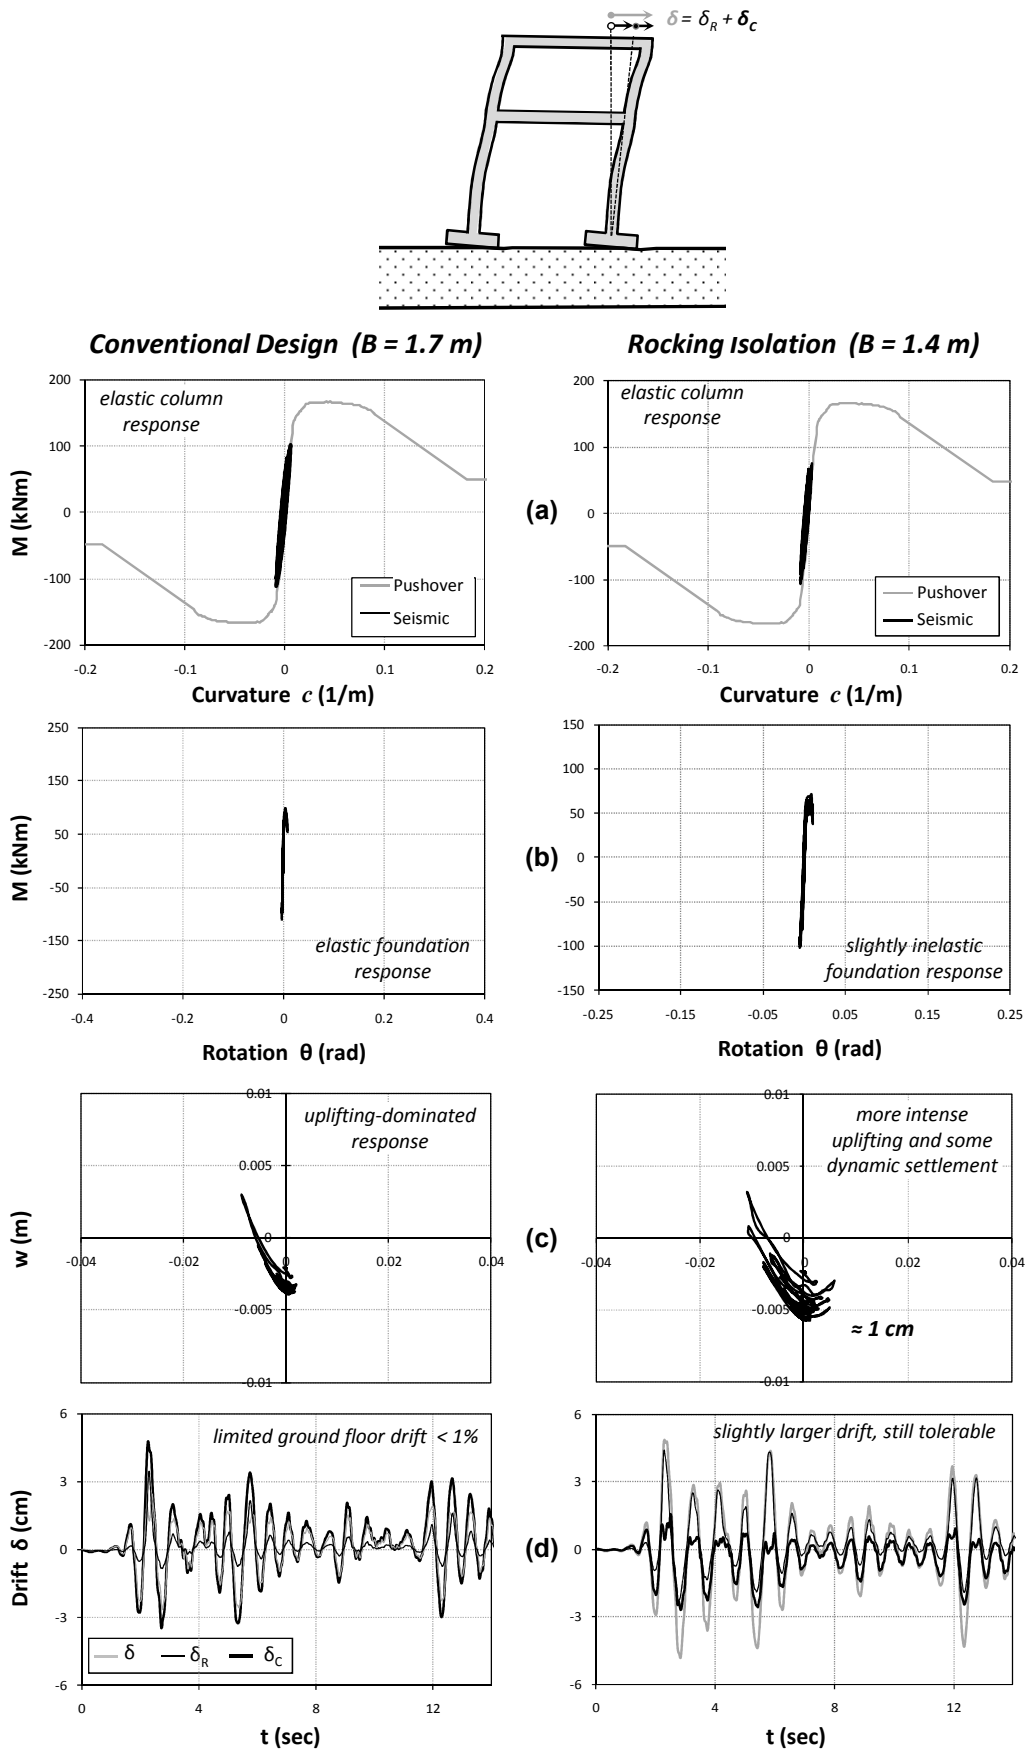 δ = δR + δC
Conventional Design (B = 1.7 m)
Rocking Isolation (B = 1.4 m)
200
100
0
-100
-200
M (kNm)
elastic column
response
Pushover
Seismic
-0.2
-0.1
0
0.1
0.2
Curvature c (1/m)
(a)
200
100
0
-100
-200
elastic column
response
Pushover
Seismic
-0.2
-0.1
0
0.1
0.2
Curvature c (1/m)
250
150
50
-50
-150
-250
M (kNm)
elastic foundation
response
-0.4
-0.2
0
0.2
0.4
Rotation θ (rad)
(b)
150
100
50
0
-50
-100
-150
slightly inelastic
foundation response
-0.25
-0.15
-0.05
0.05
0.15
0.25
Rotation θ (rad)
w (m)
0.01
uplifting-dominated
response
0.005
0
-0.04
-0.02
0
0.02
0.04
-0.005
-0.01
(c)
0.01
more intense
uplifting and some
dynamic settlement
0.005
0
-0.04
-0.02
0
0.02
0.04
-0.005
≈ 1 cm
-0.01
Drift δ (cm)
6
3
0
-3
-6
limited ground floor drift < 1%
δ
δR
δC
0
4
8
12
t (sec)
(d)
6
3
0
-3
-6
slightly larger drift, still tolerable
0
4
8
12
t (sec)